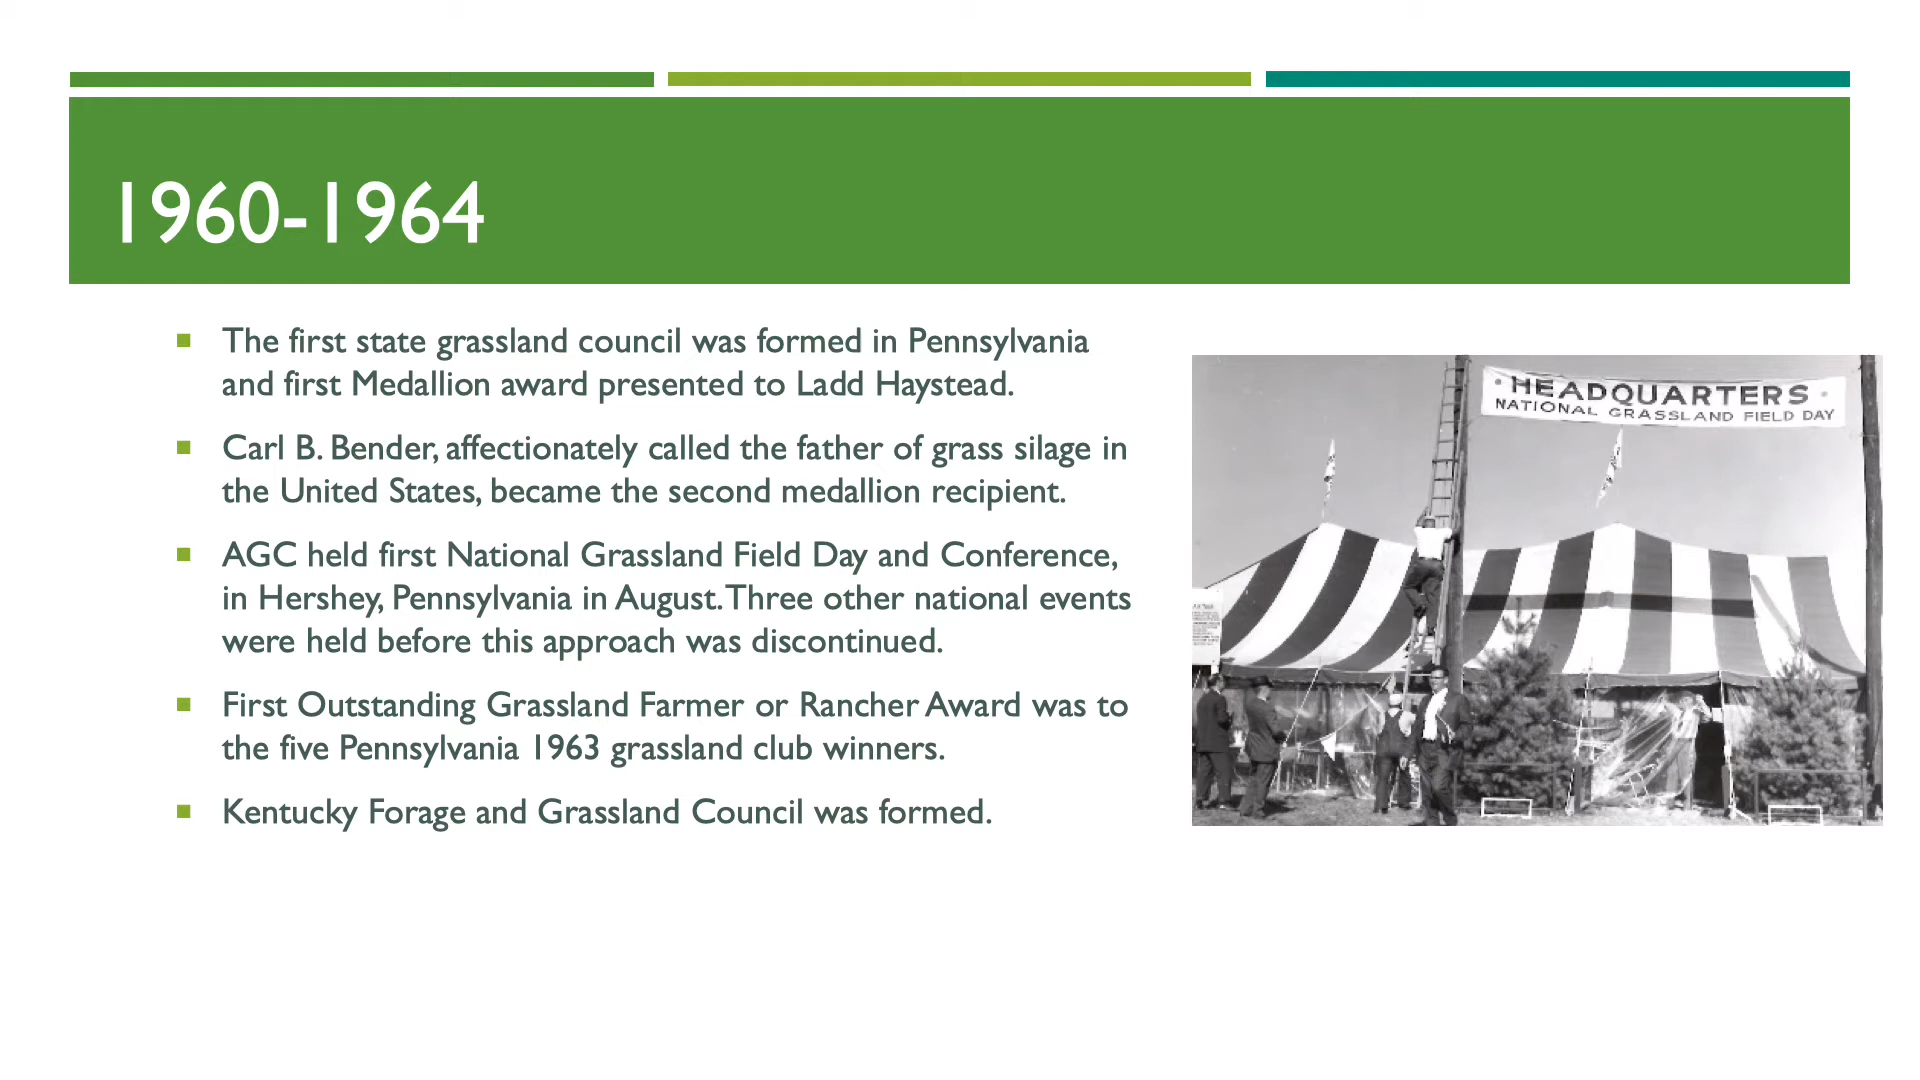 1960-1964
The first state grassland council was formed in Pennsylvania
and first Medallion award presented to Ladd Haystead.
Carl B. Bender, affectionately called the father of grass silage in
the United States, became the second medallion recipient.
AGC held first National Grassland Field Day and Conference,
in Hershey, Pennsylvania in August. Three other national events
were held before this approach was discontinued.
First Outstanding Grassland Farmer or Rancher Award was to
the five Pennsylvania 1963 grassland club winners.
Kentucky Forage and Grassland Council was formed.
• HEADQUARTERS •
NATIONAL GRASSLAND FIELD DAY